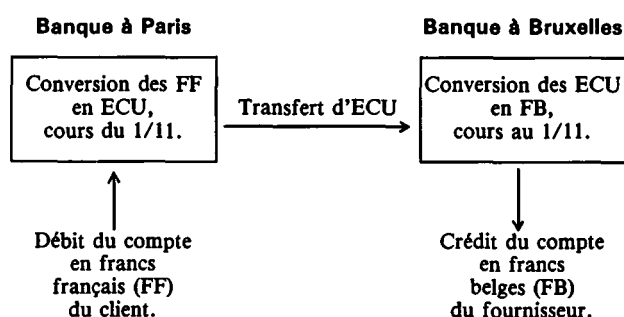 Banque à Paris
Conversion des FF
en ECU,
cours du 1/11.
Débit du compte
en francs
français (FF)
du client.
Transfert d'ECU
Banque à Bruxelles
Conversion des ECU
en FB,
cours au 1/11.
Crédit du compte
en francs
belges (FB)
du fournisseur.